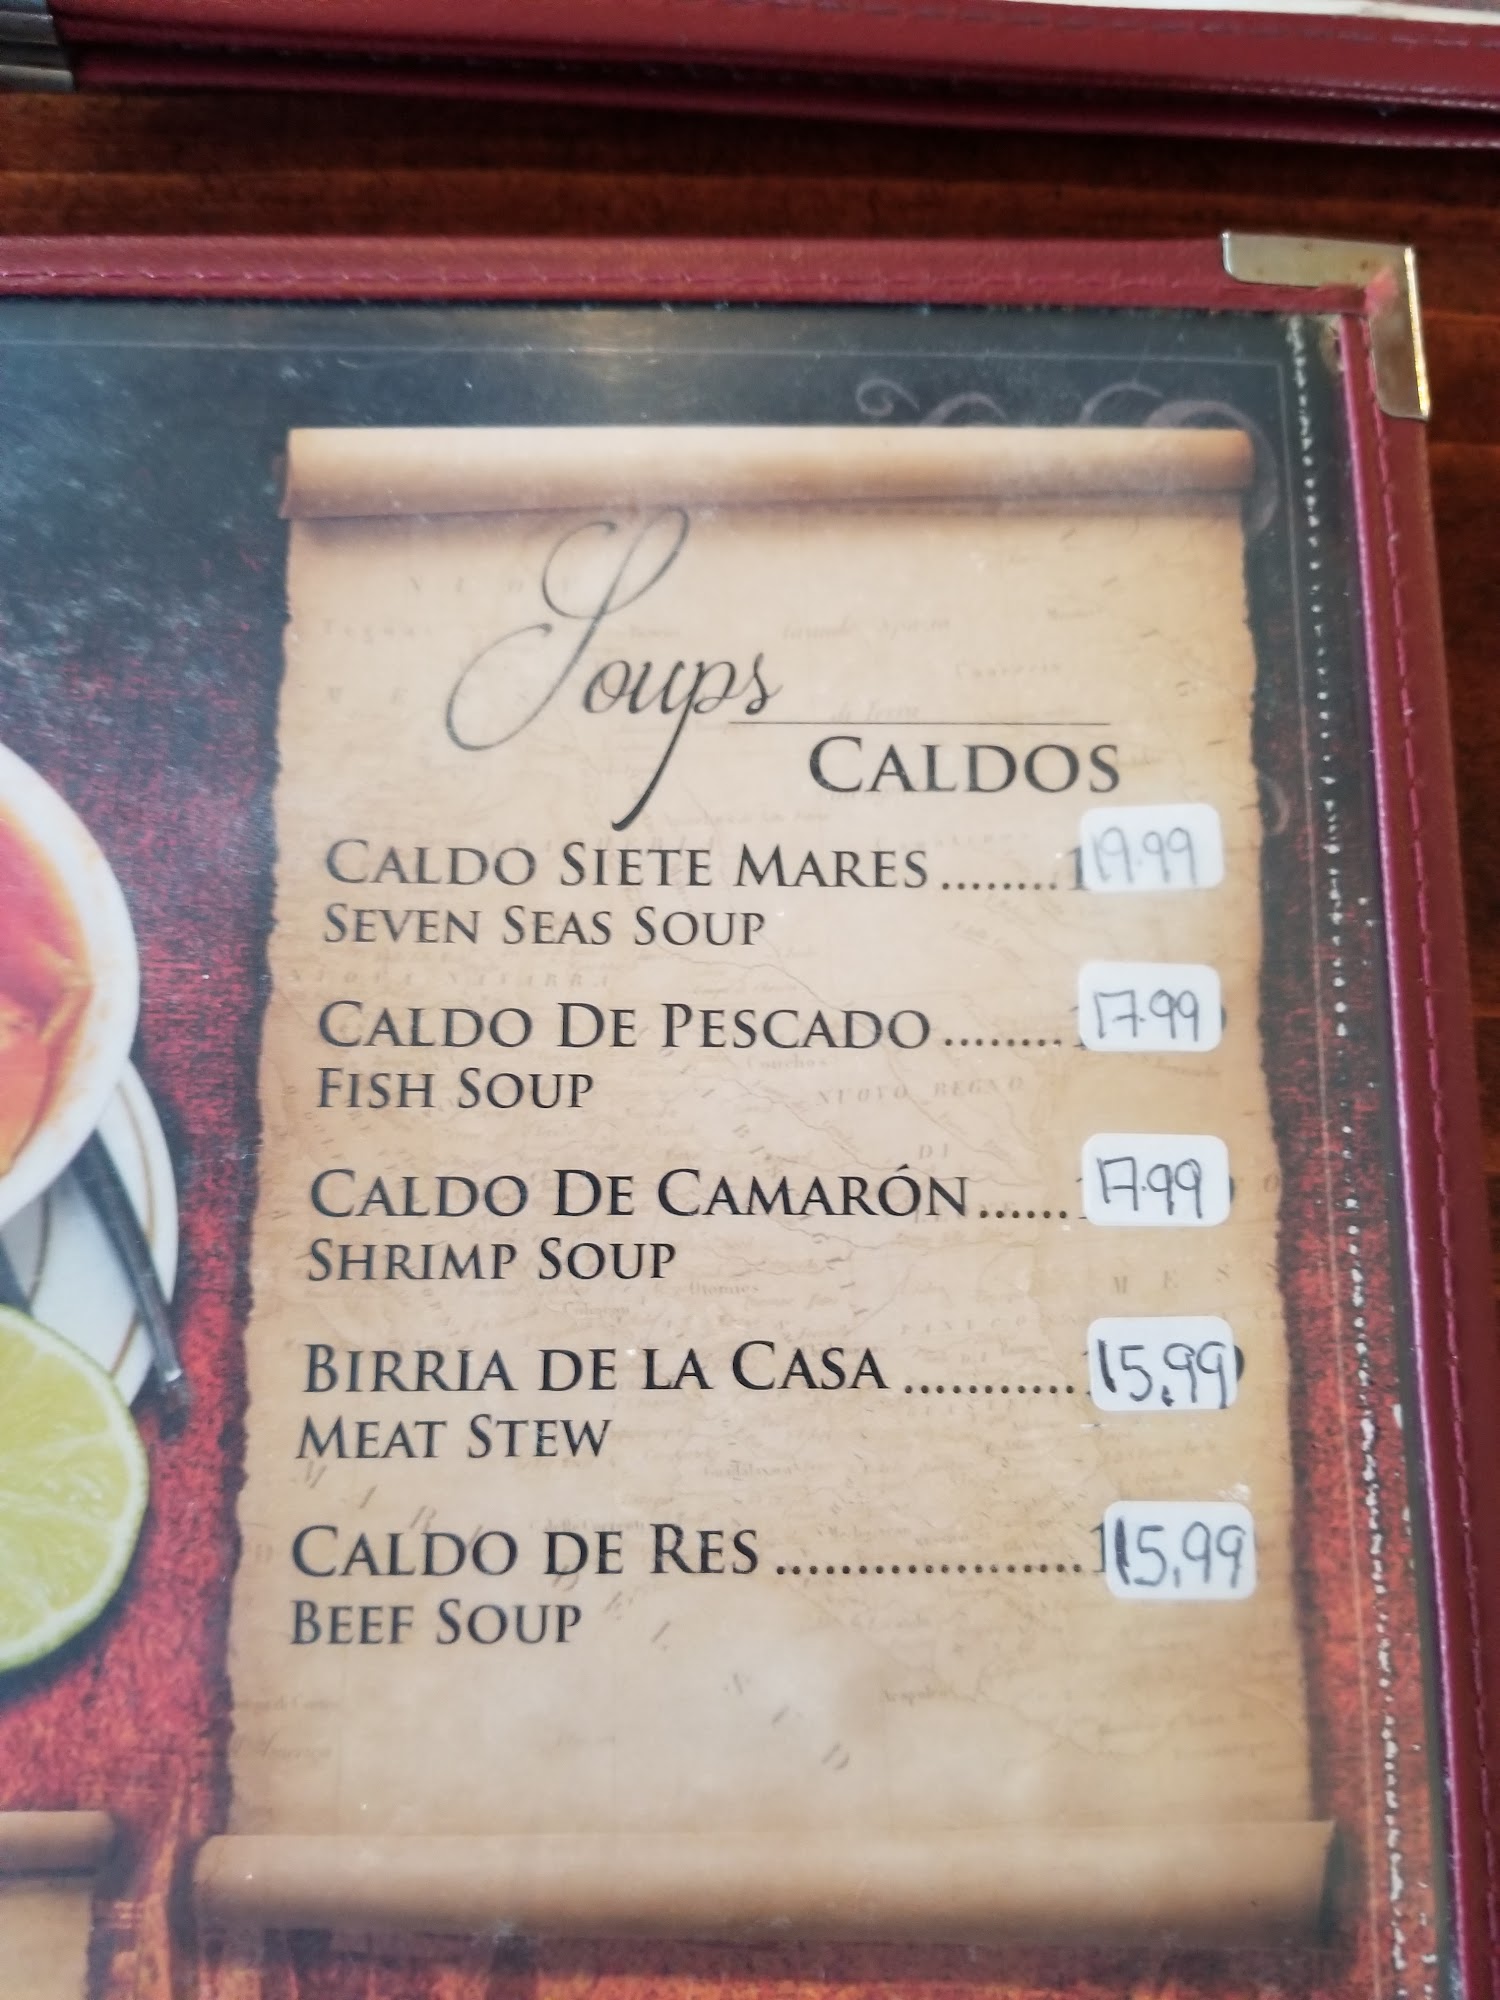 Soups
CALDOS
CALDO SIETE MARES ........ 19.99
SEVEN SEAS SOUP
CALDO DE PESCADO ........ 17.99
FISH SOUP
CALDO DE CAMARÓN ...... 17.99
SHRIMP SOUP
BIRRIA DE LA CASA ........... 15,99
MEAT STEW
CALDO DE RES ................... 15,99
BEEF SOUP